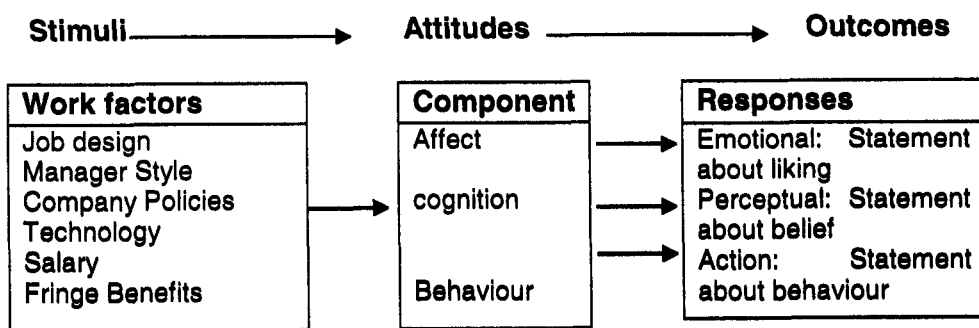 Stimuli Attitudes Outcomes
Work factors
Job design
Manager Style
Company Policies
Technology
Salary
Fringe Benefits
Component
Affect
cognition
Behaviour
Responses
Emotional: Statement
about liking
Perceptual: Statement
about belief
Action: Statement
about behaviour